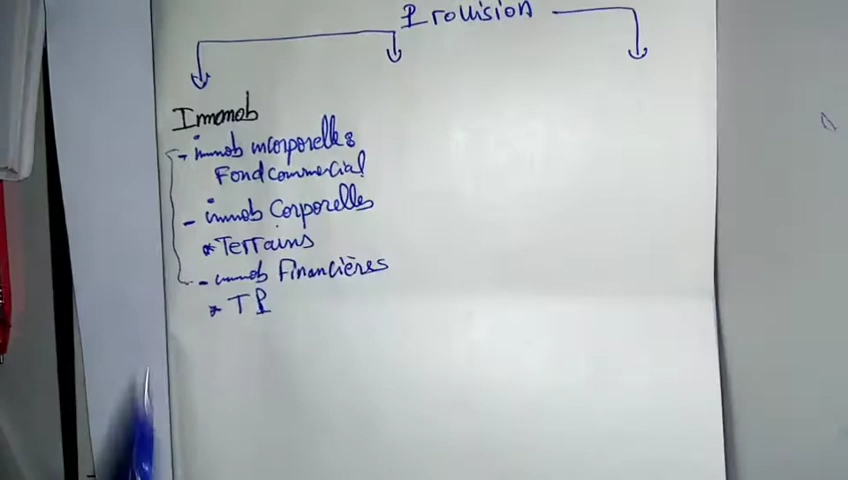 Provision
Immob
- immob incorporelles
Fond commercial
- immob Corporelles
* Terrains
- immob Financières
* TP